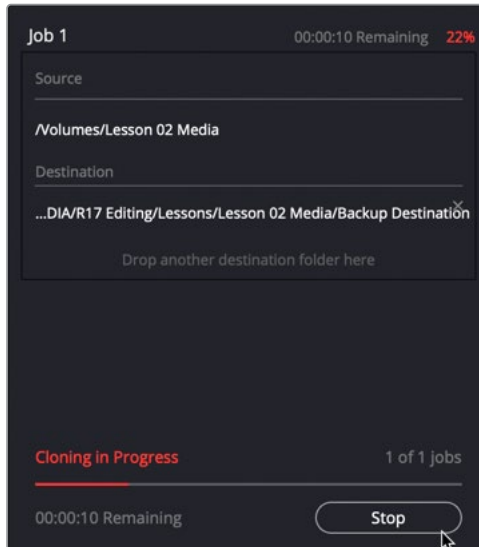 Job 1 00:00:10 Remaining 22%
Source
/Volumes/Lesson 02 Media
Destination
...DIA/R17 Editing/Lessons/Lesson 02 Media/Backup Destination
Drop another destination folder here
Cloning in Progress 1 of 1 jobs
00:00:10 Remaining Stop